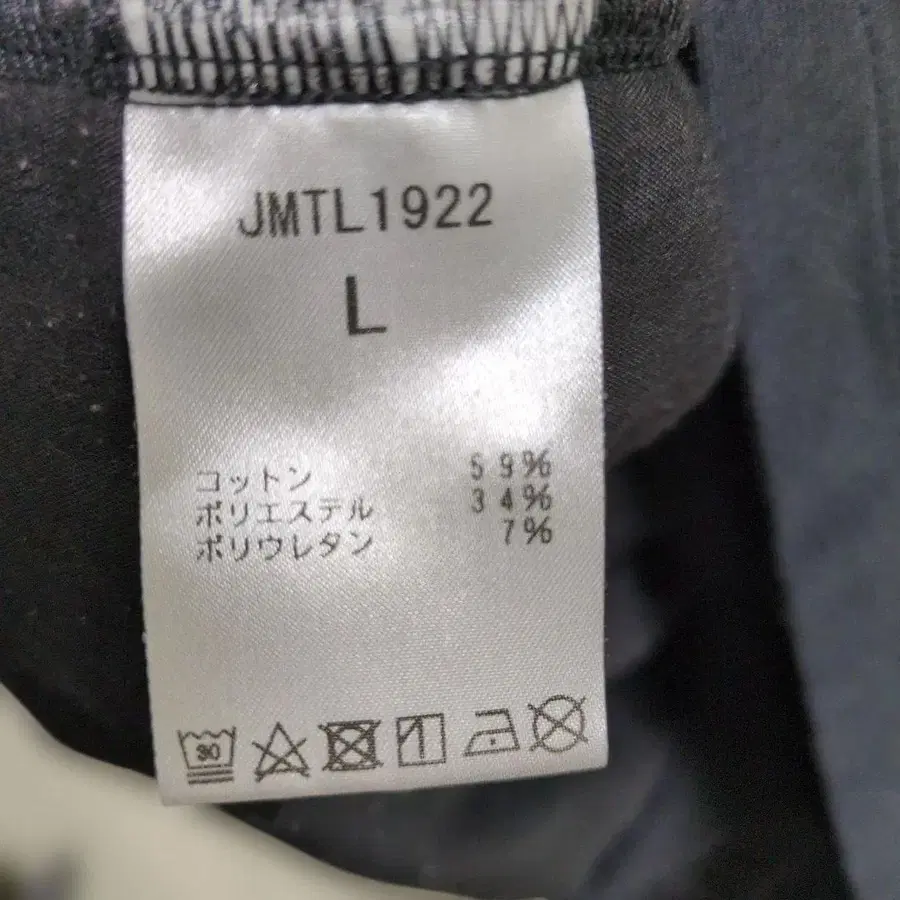 JMTL1922
L
コットン 59%
ポリエステル 34%
ポリウレタン 7%
30